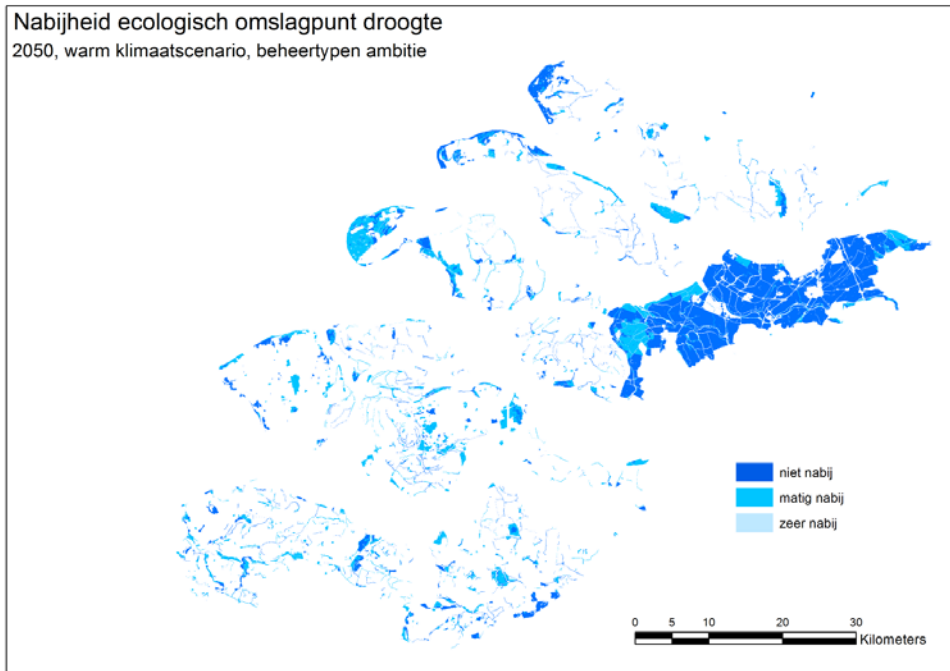 Nabijheid ecologisch omslagpunt droogte
2050, warm klimaatscenario, beheertypen ambitie
niet nabij
matig nabij
zeer nabij
0 5 10 20 30
Kilometers